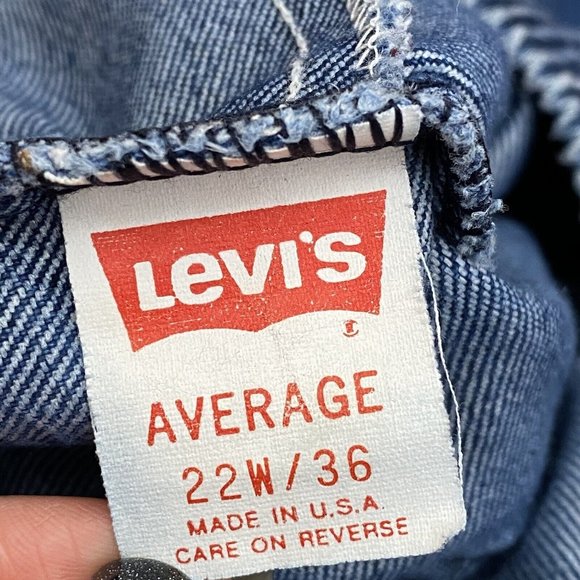 Levi's
AVERAGE
22W/36
MADE IN U.S.A.
CARE ON REVERSE